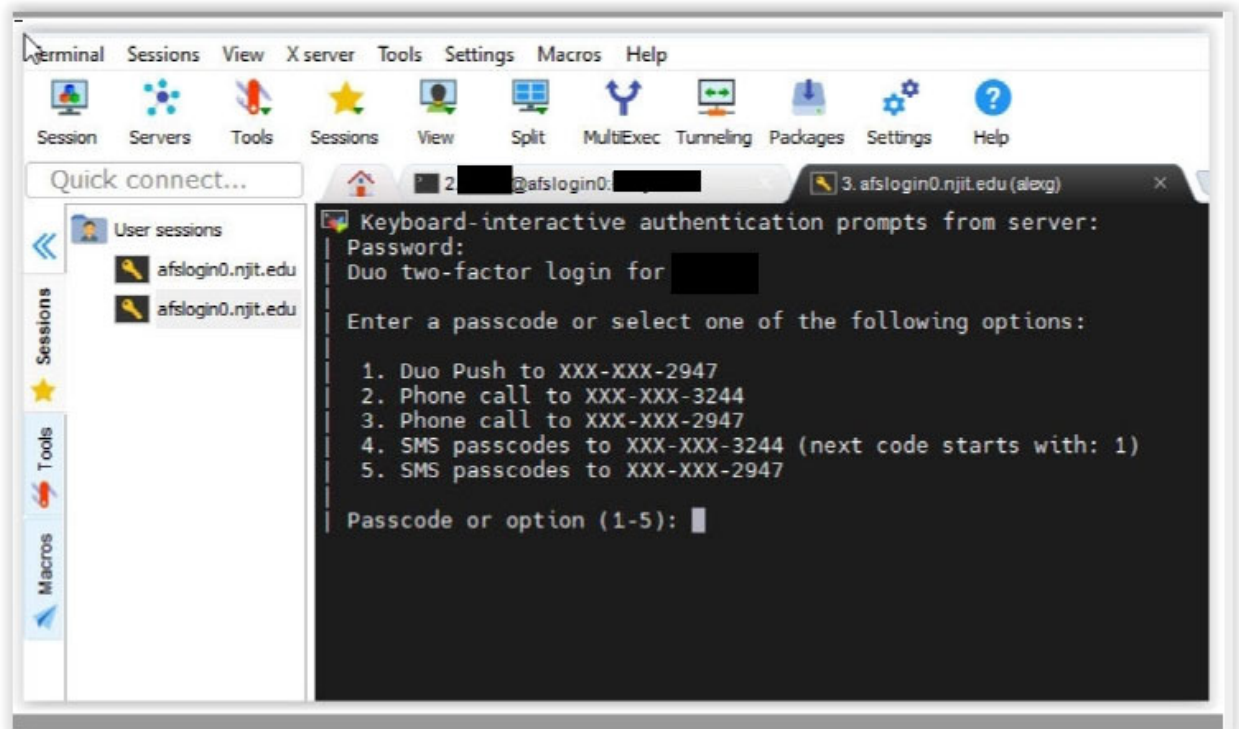 Terminal Sessions View X server Tools Settings Macros Help
Session Servers Tools Sessions View Split MultiExec Tunneling Packages Settings Help
Quick connect...
2. @afslogin0:
3. afslogin0.njit.edu (alexg)
User sessions
afslogin0.njit.edu
afslogin0.njit.edu
Sessions
Tools
Macros
Keyboard-interactive authentication prompts from server:
| Password:
| Duo two-factor login for
|
| Enter a passcode or select one of the following options:
|
| 1. Duo Push to XXX-XXX-2947
| 2. Phone call to XXX-XXX-3244
| 3. Phone call to XXX-XXX-2947
| 4. SMS passcodes to XXX-XXX-3244 (next code starts with: 1)
| 5. SMS passcodes to XXX-XXX-2947
|
| Passcode or option (1-5):